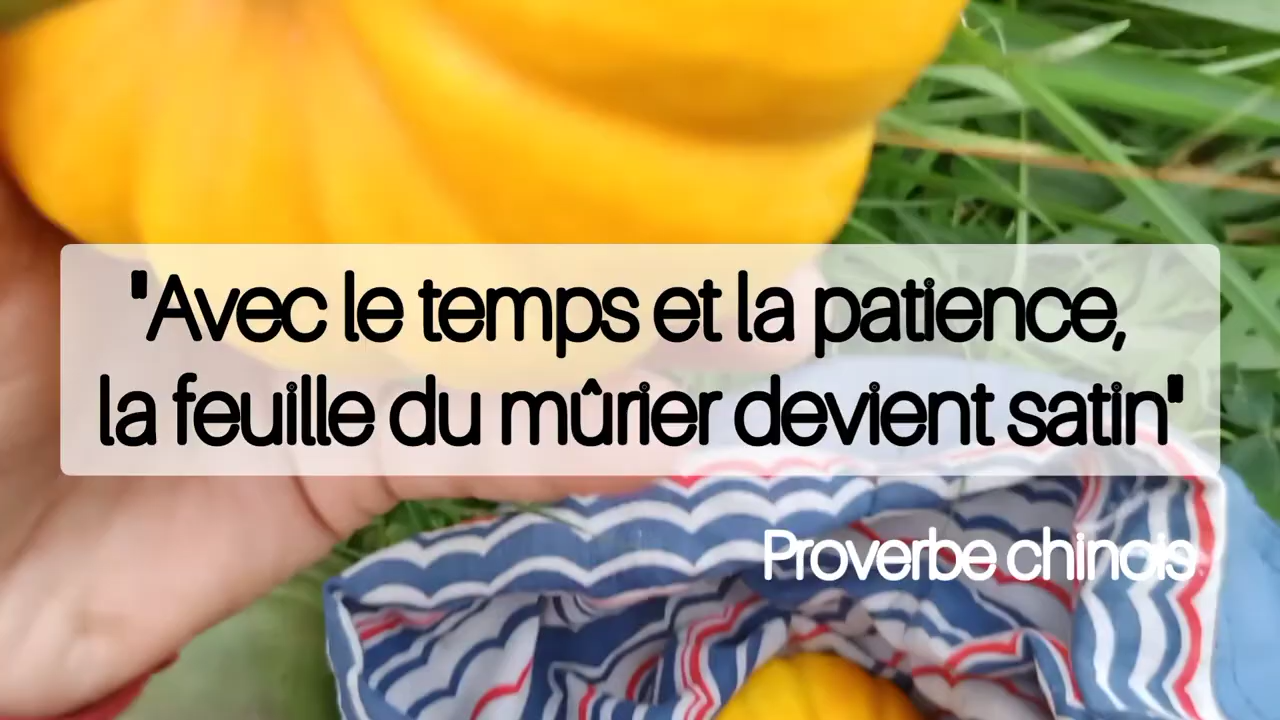 "Avec le temps et la patience,
la feuille du mûrier devient satin"
Proverbe chinois